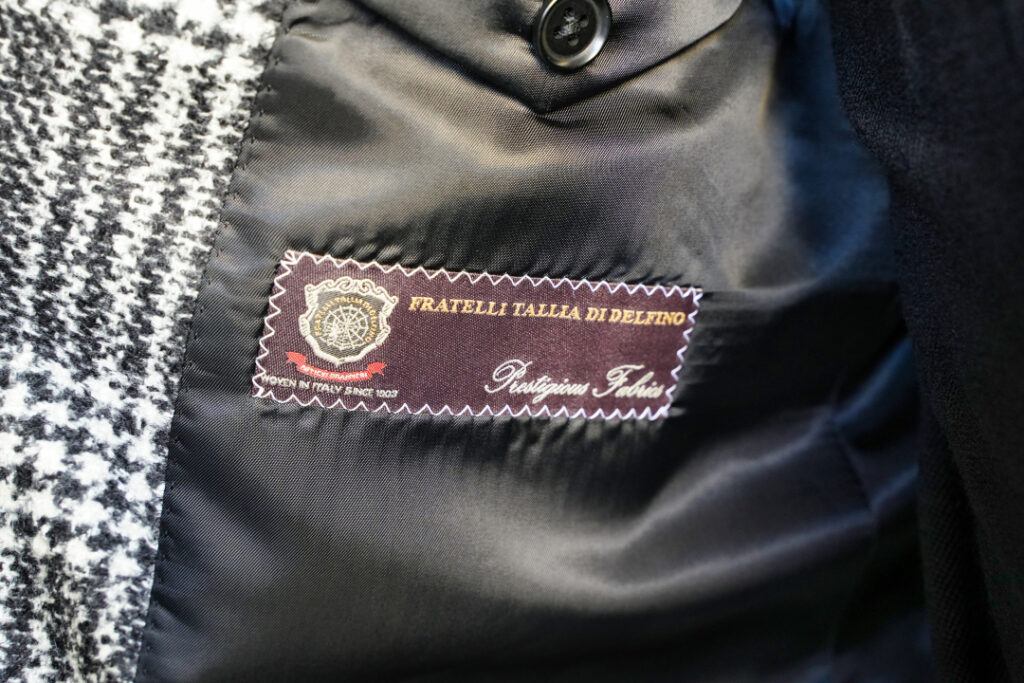 FRATELLI TALLIA DI DELFINO
WOVEN IN ITALY SINCE 1903
Prestigious Fabrics